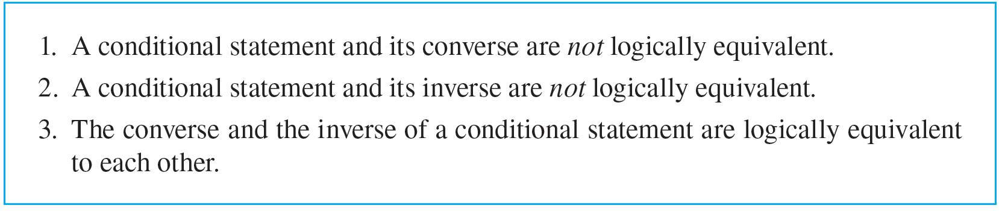 1. A conditional statement and its converse are not logically equivalent.
2. A conditional statement and its inverse are not logically equivalent.
3. The converse and the inverse of a conditional statement are logically equivalent
to each other.